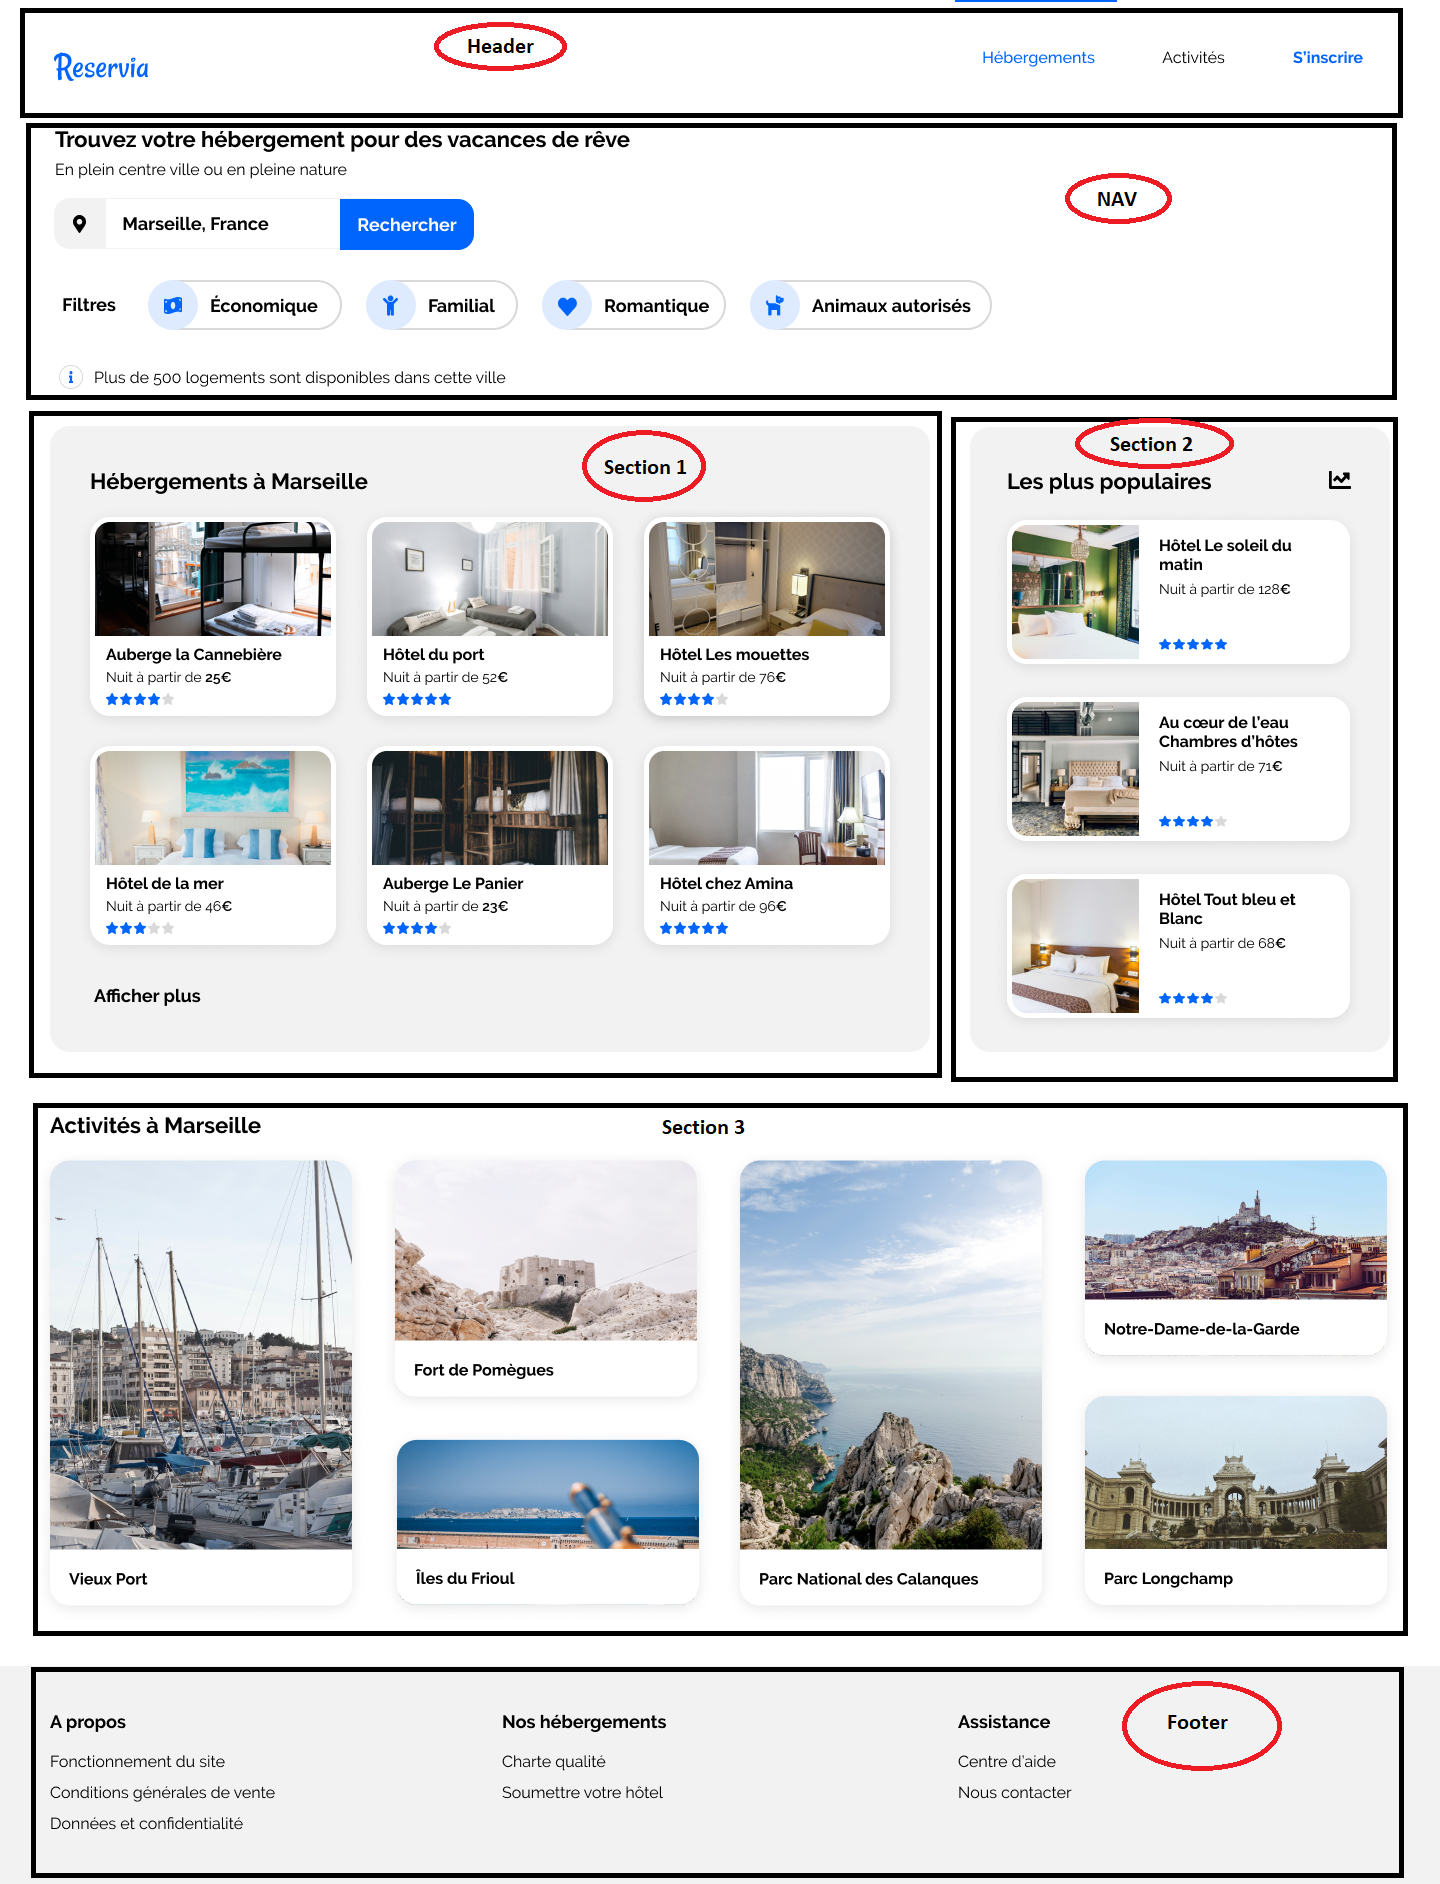 Header
Reservia
Hébergements
Activités
S'inscrire
Trouvez votre hébergement pour des vacances de rêve
En plein centre ville ou en pleine nature
NAV
Marseille, France
Rechercher
Filtres
Économique
Familial
Romantique
Animaux autorisés
Plus de 500 logements sont disponibles dans cette ville
Section 1
Hébergements à Marseille
Auberge la Cannebière
Nuit à partir de 25€
Hôtel du port
Nuit à partir de 52€
Hôtel Les mouettes
Nuit à partir de 76€
Hôtel de la mer
Nuit à partir de 46€
Auberge Le Panier
Nuit à partir de 23€
Hôtel chez Amina
Nuit à partir de 96€
Afficher plus
Section 2
Les plus populaires
Hôtel Le soleil du
matin
Nuit à partir de 128€
Au cœur de l'eau
Chambres d'hôtes
Nuit à partir de 71€
Hôtel Tout bleu et
Blanc
Nuit à partir de 68€
Activités à Marseille
Section 3
Vieux Port
Fort de Pomègues
Îles du Frioul
Parc National des Calanques
Notre-Dame-de-la-Garde
Parc Longchamp
Footer
A propos
Fonctionnement du site
Conditions générales de vente
Données et confidentialité
Nos hébergements
Charte qualité
Soumettre votre hôtel
Assistance
Centre d'aide
Nous contacter